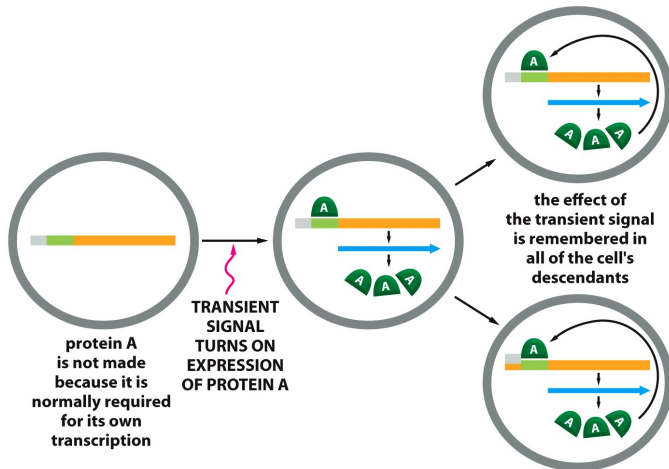 A
A A A
the effect of
the transient signal
is remembered in
all of the cell's
descendants
A
A A A
TRANSIENT
SIGNAL
TURNS ON
EXPRESSION
OF PROTEIN A
protein A
is not made
because it is
normally required
for its own
transcription
A
A A A